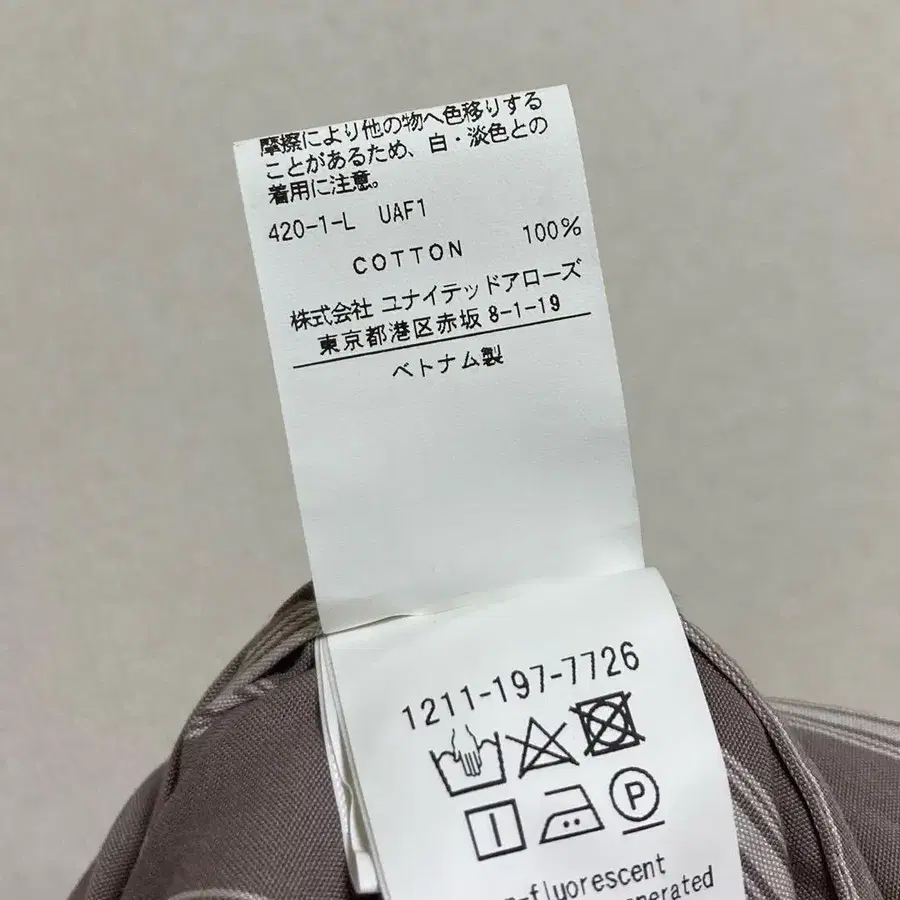 摩擦により他の物へ色移りする
ことがあるため、白・淡色との
着用に注意。
420-1-L UAF1
COTTON 100%
株式会社 ユナイテッドアローズ
東京都港区赤坂 8-1-19
ベトナム製
1211-197-7726
P
fluorescent